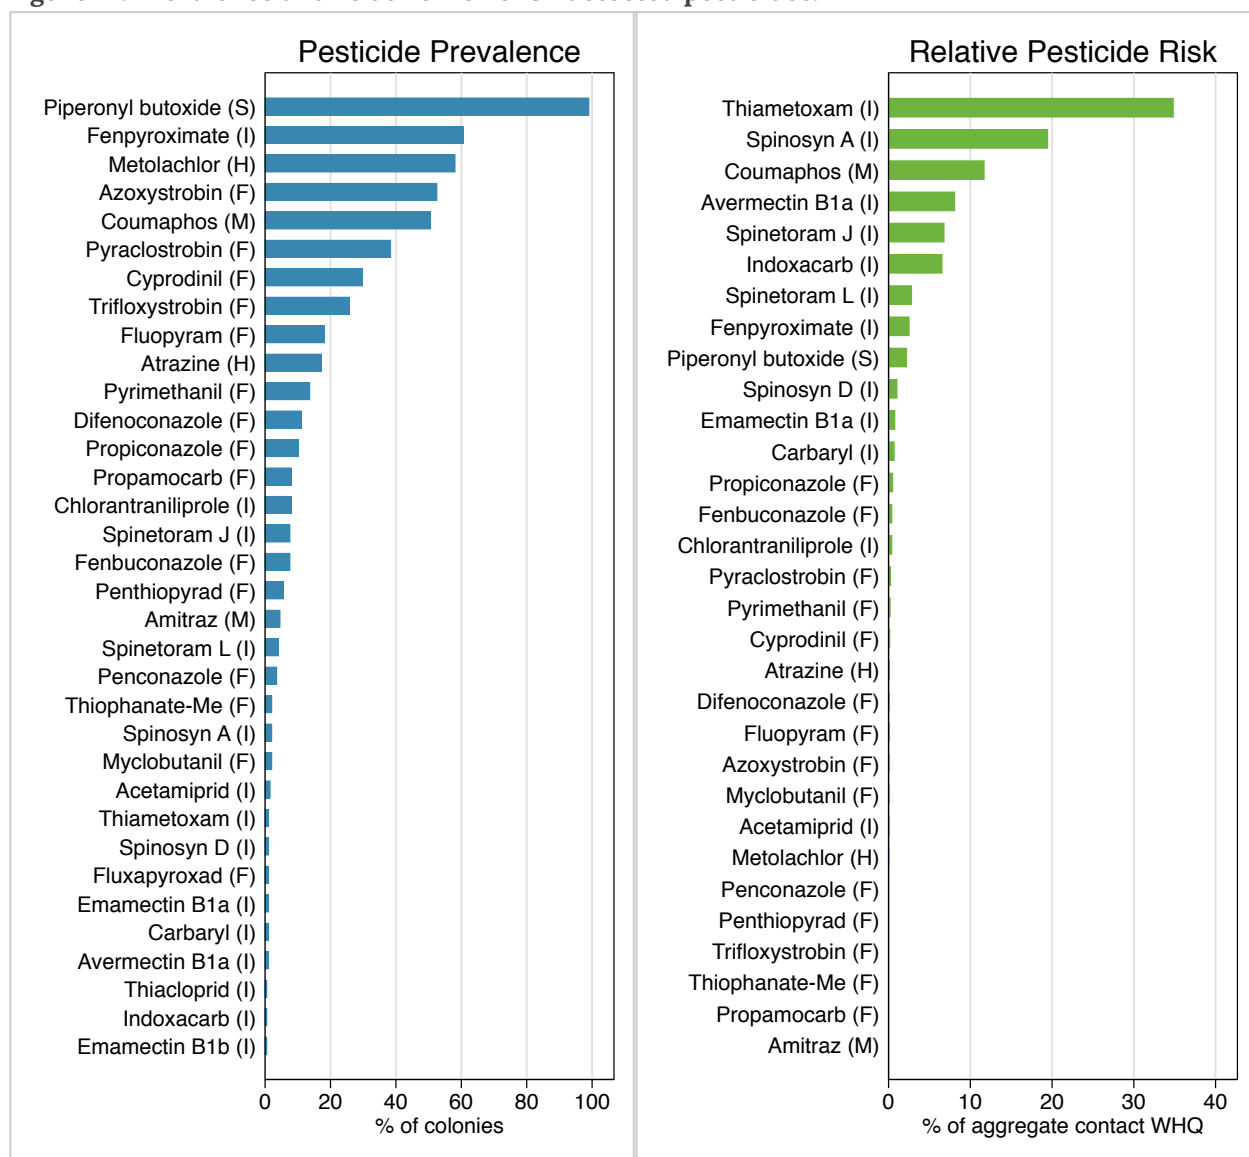 Pesticide Prevalence
Piperonyl butoxide (S)
Fenpyroximate (I)
Metolachlor (H)
Azoxystrobin (F)
Coumaphos (M)
Pyraclostrobin (F)
Cyprodinil (F)
Trifloxystrobin (F)
Fluopyram (F)
Atrazine (H)
Pyrimethanil (F)
Difenoconazole (F)
Propiconazole (F)
Propamocarb (F)
Chlorantraniliprole (I)
Spinetoram J (I)
Fenbuconazole (F)
Penthiopyrad (F)
Amitraz (M)
Spinetoram L (I)
Penconazole (F)
Thiophanate-Me (F)
Spinosyn A (I)
Myclobutanil (F)
Acetamiprid (I)
Thiametoxam (I)
Spinosyn D (I)
Fluxapyroxad (F)
Emamectin B1a (I)
Carbaryl (I)
Avermectin B1a (I)
Thiacloprid (I)
Indoxacarb (I)
Emamectin B1b (I)
0 20 40 60 80 100
% of colonies
Relative Pesticide Risk
Thiametoxam (I)
Spinosyn A (I)
Coumaphos (M)
Avermectin B1a (I)
Spinetoram J (I)
Indoxacarb (I)
Spinetoram L (I)
Fenpyroximate (I)
Piperonyl butoxide (S)
Spinosyn D (I)
Emamectin B1a (I)
Carbaryl (I)
Propiconazole (F)
Fenbuconazole (F)
Chlorantraniliprole (I)
Pyraclostrobin (F)
Pyrimethanil (F)
Cyprodinil (F)
Atrazine (H)
Difenoconazole (F)
Fluopyram (F)
Azoxystrobin (F)
Myclobutanil (F)
Acetamiprid (I)
Metolachlor (H)
Penconazole (F)
Penthiopyrad (F)
Trifloxystrobin (F)
Thiophanate-Me (F)
Propamocarb (F)
Amitraz (M)
0 10 20 30 40
% of aggregate contact WHQ